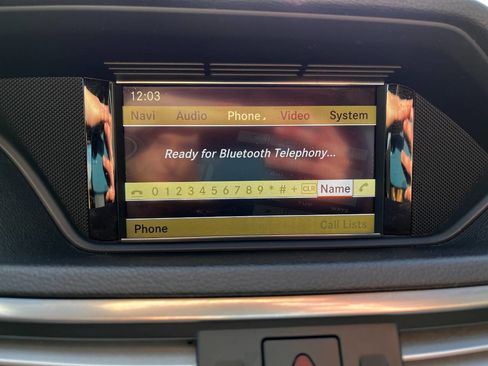 12:03
Navi Audio Phone Video System
Ready for Bluetooth Telephony...
0 1 2 3 4 5 6 7 8 9 * # + CLR Name
Phone Call Lists